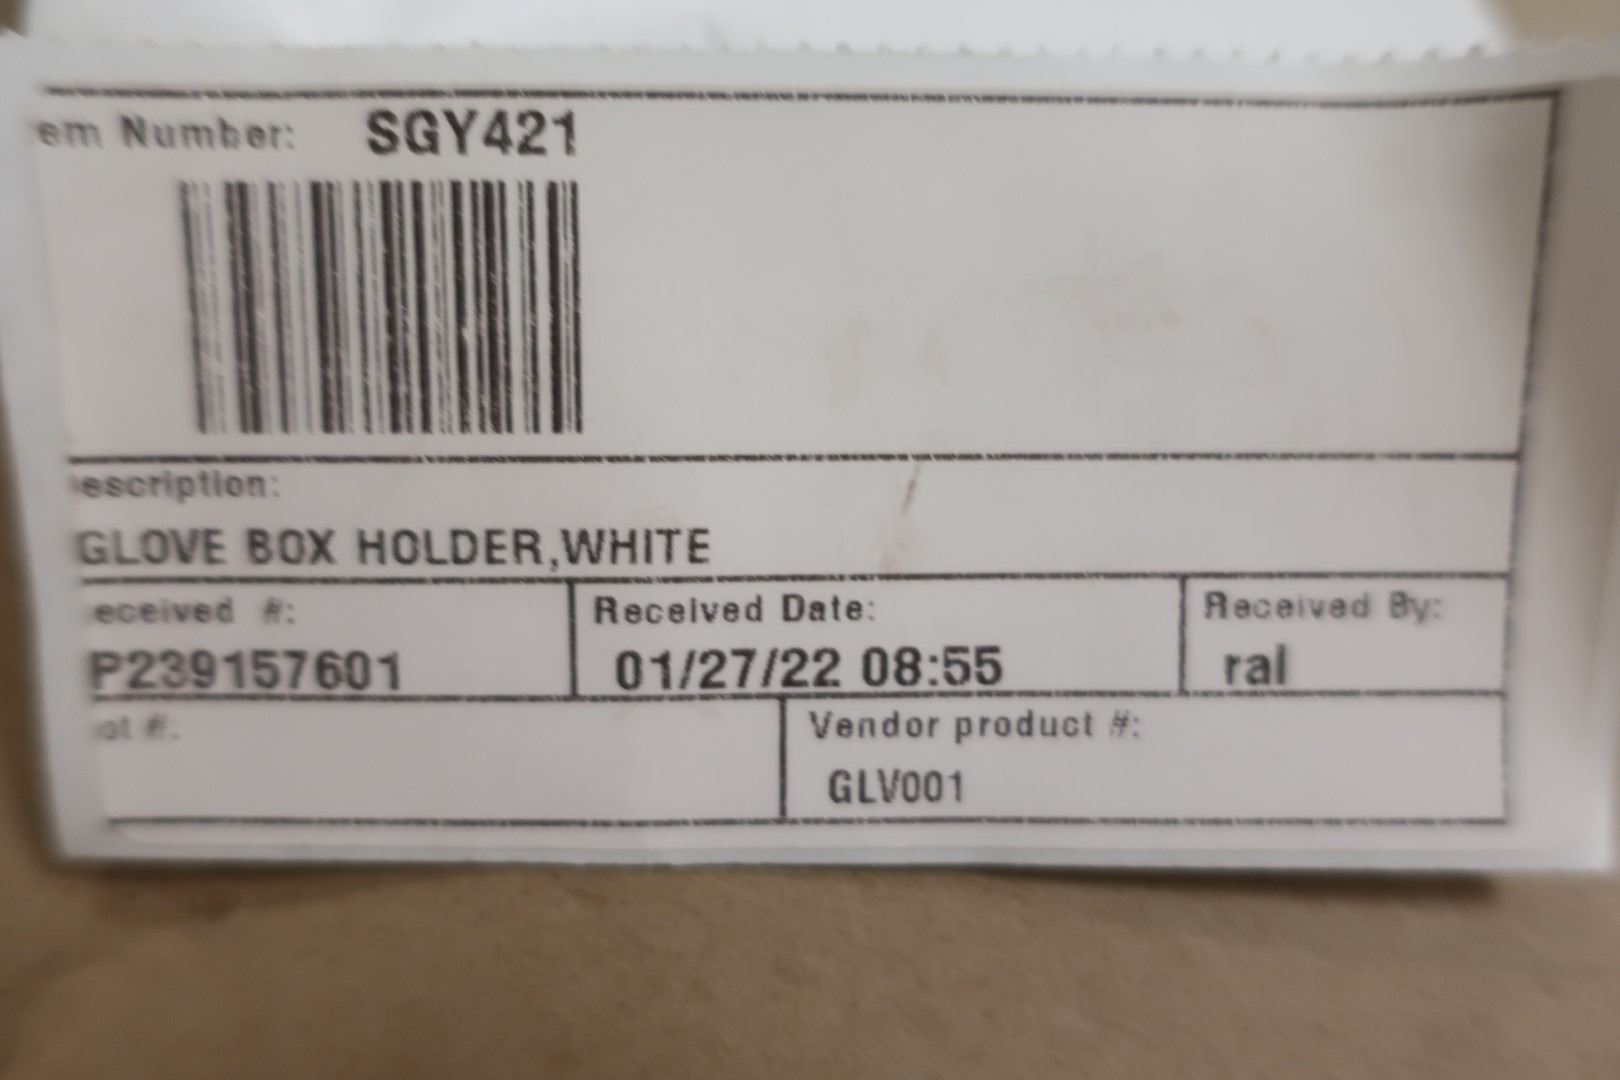 em Number: SGY421
escription:
GLOVE BOX HOLDER,WHITE
eceived #: Received Date: Received By:
P239157601 01/27/22 08:55 ral
ot #: Vendor product #:
GLV001